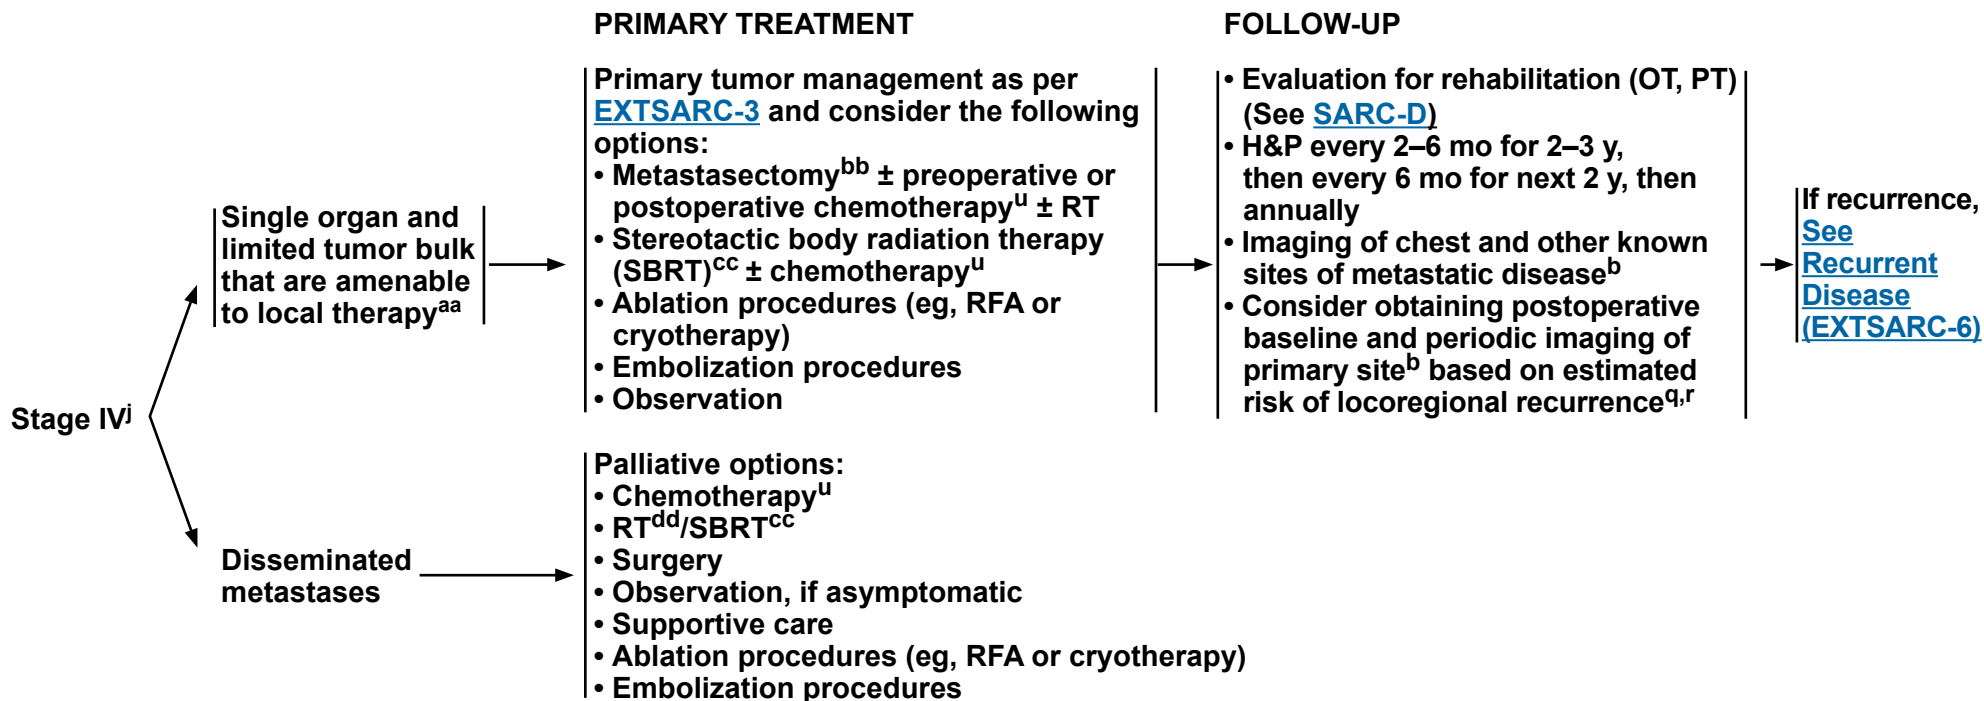 PRIMARY TREATMENT
FOLLOW-UP
Stage IVj
Single organ and
limited tumor bulk
that are amenable
to local therapyaa
Primary tumor management as per
EXTSARC-3 and consider the following
options:
• Metastasectomybb ± preoperative or
postoperative chemotherapyu ± RT
• Stereotactic body radiation therapy
(SBRT)cc ± chemotherapyu
• Ablation procedures (eg, RFA or
cryotherapy)
• Embolization procedures
• Observation
• Evaluation for rehabilitation (OT, PT)
(See SARC-D)
• H&P every 2–6 mo for 2–3 y,
then every 6 mo for next 2 y, then
annually
• Imaging of chest and other known
sites of metastatic diseaseb
• Consider obtaining postoperative
baseline and periodic imaging of
primary siteb based on estimated
risk of locoregional recurrenceq,r
If recurrence,
See
Recurrent
Disease
(EXTSARC-6)
Disseminated
metastases
Palliative options:
• Chemotherapyu
• RTdd/SBRTcc
• Surgery
• Observation, if asymptomatic
• Supportive care
• Ablation procedures (eg, RFA or cryotherapy)
• Embolization procedures